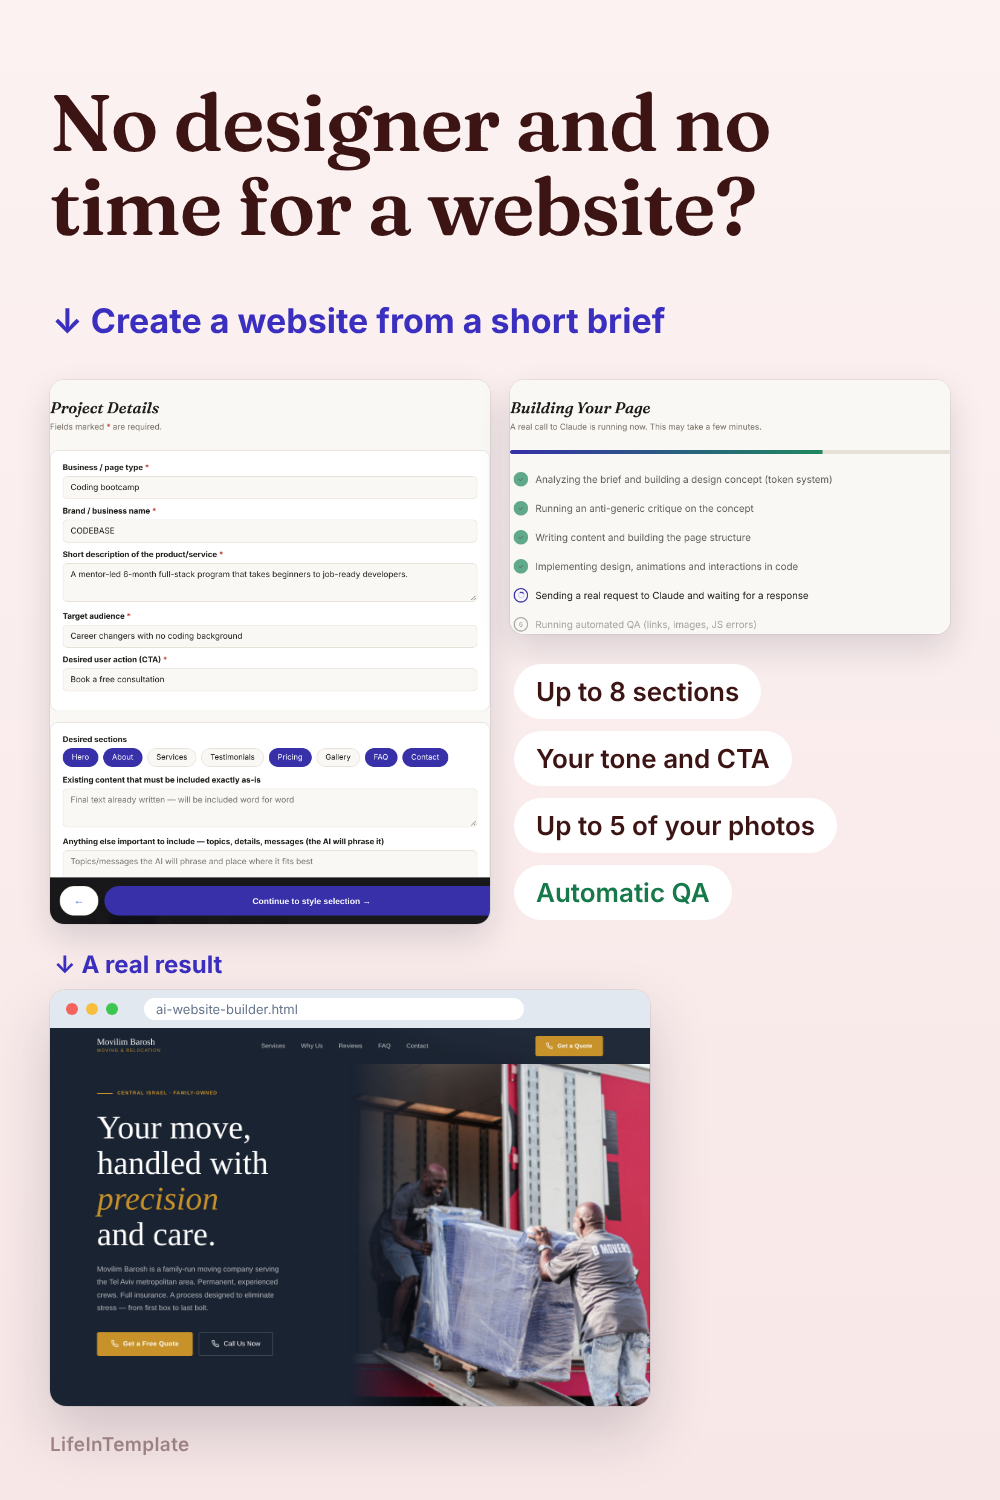 No designer and no
time for a website?
↓ Create a website from a short brief
Project Details
Fields marked * are required.
Business / page type *
Coding bootcamp
Brand / business name *
CODEBASE
Short description of the product/service *
A mentor-led 6-month full-stack program that takes beginners to job-ready developers.
Target audience *
Career changers with no coding background
Desired user action (CTA) *
Book a free consultation
Desired sections
Hero About Services Testimonials Pricing Gallery FAQ Contact
Existing content that must be included exactly as-is
Final text already written — will be included word for word
Anything else important to include — topics, details, messages (the AI will phrase it)
Topics/messages the AI will phrase and place where it fits best
← Continue to style selection →
Building Your Page
A real call to Claude is running now. This may take a few minutes.
Analyzing the brief and building a design concept (token system)
Running an anti-generic critique on the concept
Writing content and building the page structure
Implementing design, animations and interactions in code
Sending a real request to Claude and waiting for a response
6 Running automated QA (links, images, JS errors)
Up to 8 sections
Your tone and CTA
Up to 5 of your photos
Automatic QA
↓ A real result
ai-website-builder.html
Movilim Barosh
MOVING & RELOCATION
Services Why Us Reviews FAQ Contact
Get a Quote
CENTRAL ISRAEL · FAMILY-OWNED
Your move,
handled with
precision
and care.
Movilim Barosh is a family-run moving company serving
the Tel Aviv metropolitan area. Permanent, experienced
crews. Full insurance. A process designed to eliminate
stress — from first box to last bolt.
Get a Free Quote Call Us Now
MOVERS
LifeInTemplate